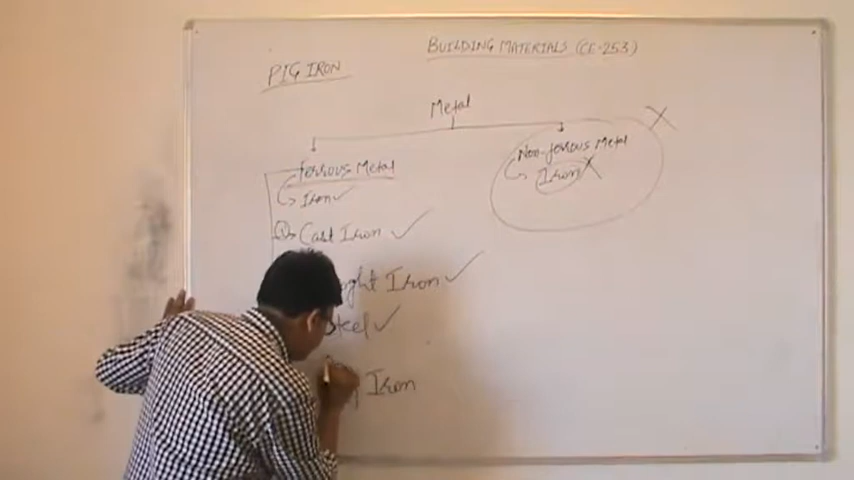 BUILDING MATERIALS (CE-253)
PIG IRON
Metal
Ferrous Metal
Iron ✓
Cast Iron ✓
Iron ✓
Steel ✓
Iron
Non-ferrous Metal
Iron X
X